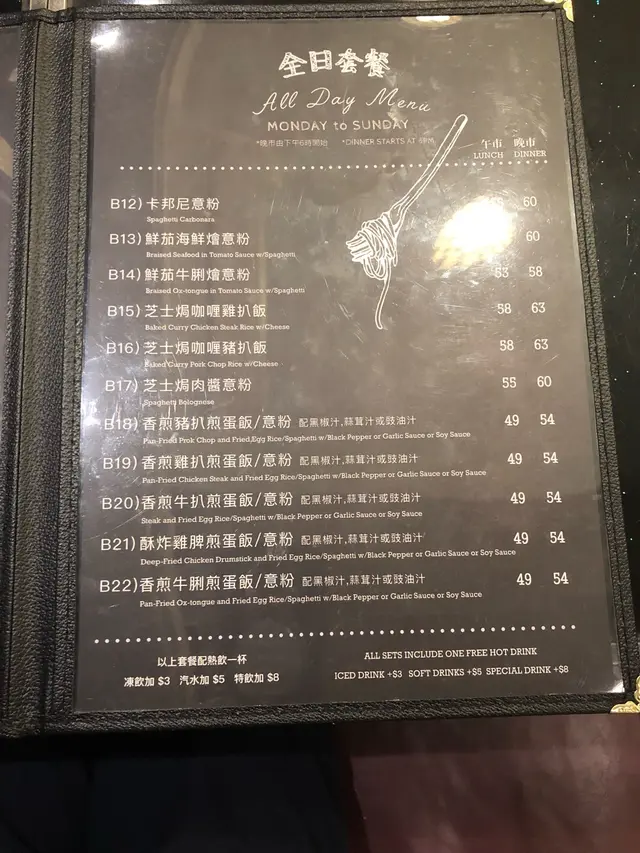 全日套餐
All Day Menu
MONDAY to SUNDAY
*晚市由下午6時開始 *DINNER STARTS AT
午市 晚市
LUNCH DINNER
B12) 卡邦尼意粉 60
Spaghetti Carbonara
B13) 鮮茄海鮮燴意粉 60
Braised Seafood in Tomato Sauce w/Spaghetti
B14) 鮮茄牛脷燴意粉 53 58
Braised Ox-tongue in Tomato Sauce w/Spaghetti
B15) 芝士焗咖喱雞扒飯 58 63
Baked Curry Chicken Steak Rice w/Cheese
B16) 芝士焗咖喱豬扒飯 58 63
Baked Curry Pork Chop Rice w/Cheese
B17) 芝士焗肉醬意粉 55 60
Spaghetti Bolognese
B18) 香煎豬扒煎蛋飯/意粉 配黑椒汁,蒜茸汁或豉油汁 49 54
Pan-Fried Prok Chop and Fried Egg Rice/Spaghetti w/Black Pepper or Garlic Sauce or Soy Sauce
B19) 香煎雞扒煎蛋飯/意粉 配黑椒汁,蒜茸汁或豉油汁 49 54
Pan-Fried Chicken Steak and Fried Egg Rice/Spaghetti w/Black Pepper or Garlic Sauce or Soy Sauce
B20) 香煎牛扒煎蛋飯/意粉 配黑椒汁,蒜茸汁或豉油汁 49 54
Steak and Fried Egg Rice/Spaghetti w/Black Pepper or Garlic Sauce or Soy Sauce
B21) 酥炸雞脾煎蛋飯/意粉 配黑椒汁,蒜茸汁或豉油汁 49 54
Deep-Fried Chicken Drumstick and Fried Egg Rice/Spaghetti w/Black Pepper or Garlic Sauce or Soy Sauce
B22) 香煎牛脷煎蛋飯/意粉 配黑椒汁,蒜茸汁或豉油汁 49 54
Pan-Fried Ox-tongue and Fried Egg Rice/Spaghetti w/Black Pepper or Garlic Sauce or Soy Sauce
以上套餐配熱飲一杯
凍飲加 $3 汽水加 $5 特飲加 $8
ALL SETS INCLUDE ONE FREE HOT DRINK
ICED DRINK +$3 SOFT DRINKS +$5 SPECIAL DRINK +$8